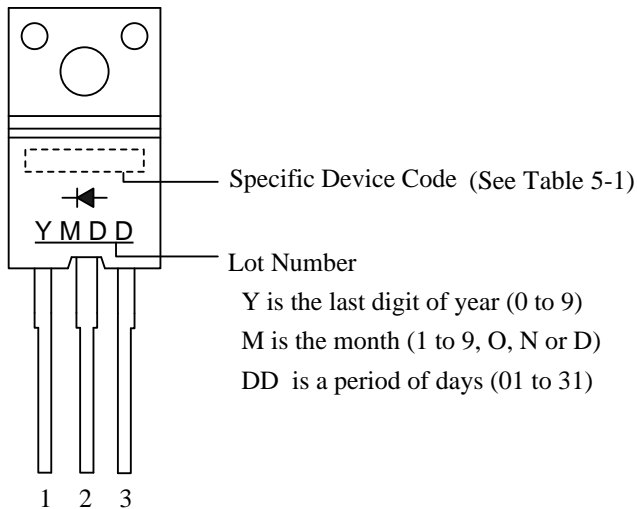 Specific Device Code (See Table 5-1)
Y M D D
Lot Number
Y is the last digit of year (0 to 9)
M is the month (1 to 9, O, N or D)
DD is a period of days (01 to 31)
1 2 3